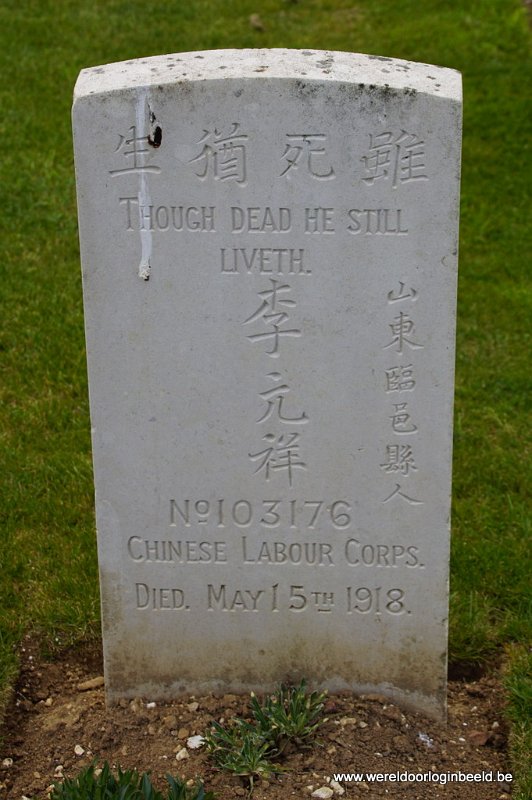 雖死猶生
THOUGH DEAD HE STILL
LIVETH.
山東臨邑縣人
李元祥
No 103176
CHINESE LABOUR CORPS.
DIED. MAY 15TH 1918.
www.wereldoorloginbeeld.be